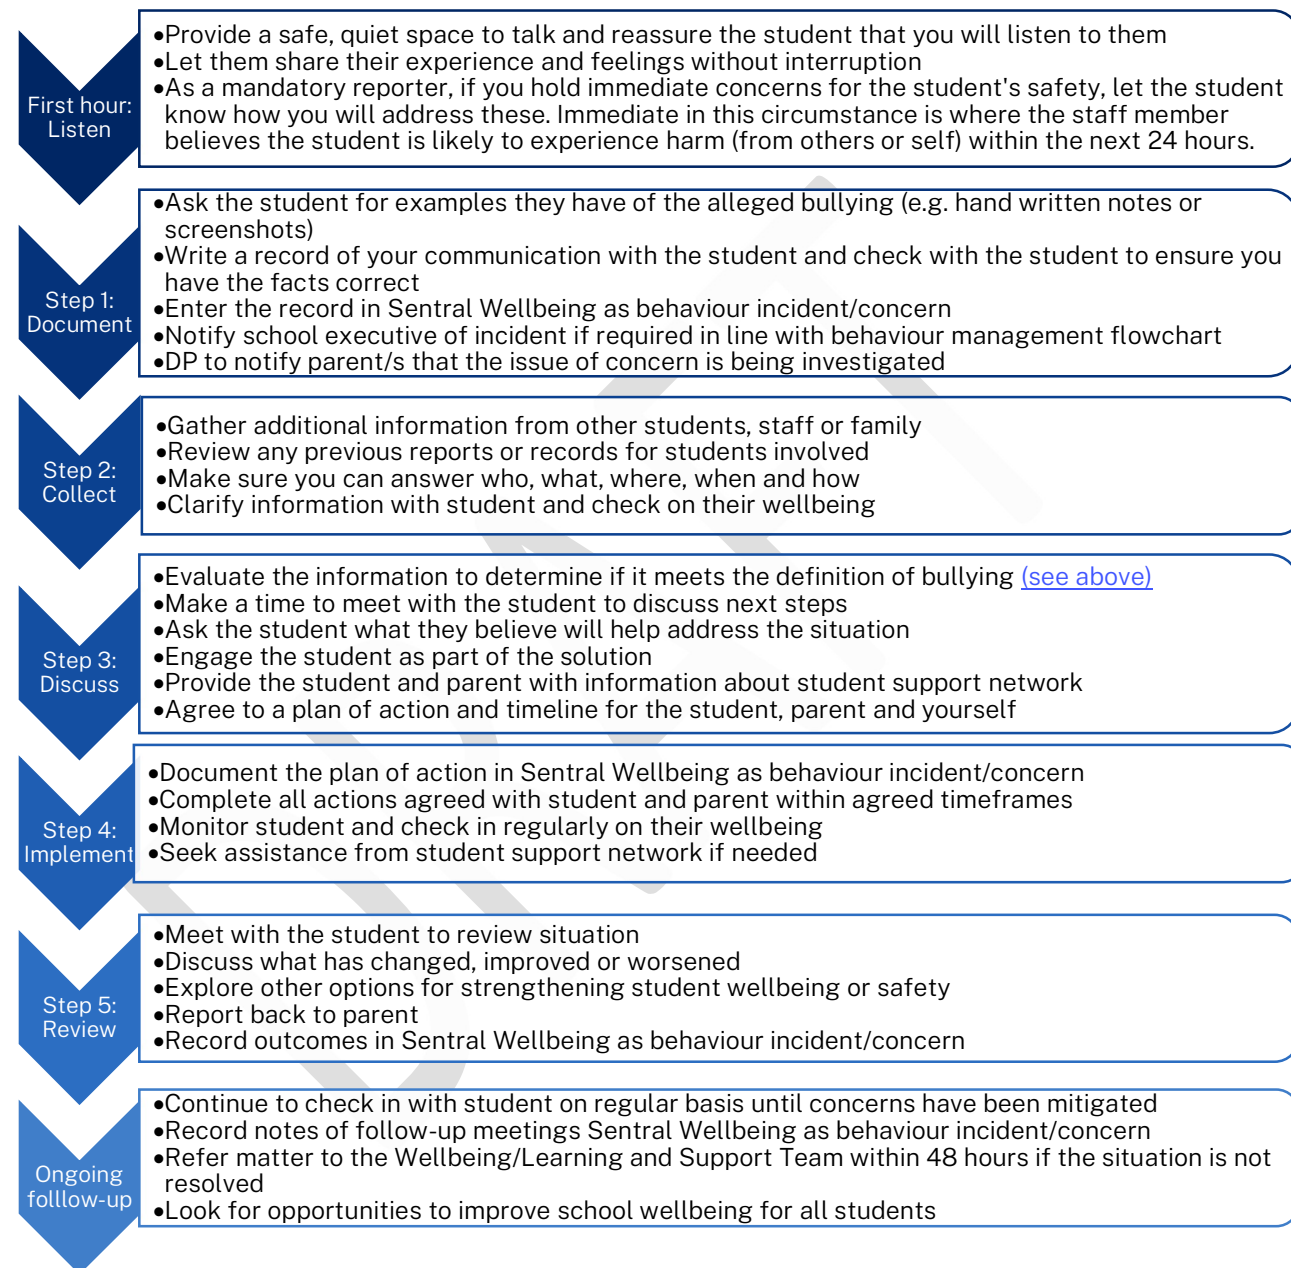 First hour:
Listen
•Provide a safe, quiet space to talk and reassure the student that you will listen to them
•Let them share their experience and feelings without interruption
•As a mandatory reporter, if you hold immediate concerns for the student's safety, let the student
know how you will address these. Immediate in this circumstance is where the staff member
believes the student is likely to experience harm (from others or self) within the next 24 hours.
Step 1:
Document
•Ask the student for examples they have of the alleged bullying (e.g. hand written notes or
screenshots)
•Write a record of your communication with the student and check with the student to ensure you
have the facts correct
•Enter the record in Sentral Wellbeing as behaviour incident/concern
•Notify school executive of incident if required in line with behaviour management flowchart
•DP to notify parent/s that the issue of concern is being investigated
Step 2:
Collect
•Gather additional information from other students, staff or family
•Review any previous reports or records for students involved
•Make sure you can answer who, what, where, when and how
•Clarify information with student and check on their wellbeing
Step 3:
Discuss
•Evaluate the information to determine if it meets the definition of bullying (see above)
•Make a time to meet with the student to discuss next steps
•Ask the student what they believe will help address the situation
•Engage the student as part of the solution
•Provide the student and parent with information about student support network
•Agree to a plan of action and timeline for the student, parent and yourself
Step 4:
Implement
•Document the plan of action in Sentral Wellbeing as behaviour incident/concern
•Complete all actions agreed with student and parent within agreed timeframes
•Monitor student and check in regularly on their wellbeing
•Seek assistance from student support network if needed
Step 5:
Review
•Meet with the student to review situation
•Discuss what has changed, improved or worsened
•Explore other options for strengthening student wellbeing or safety
•Report back to parent
•Record outcomes in Sentral Wellbeing as behaviour incident/concern
Ongoing
folllow-up
•Continue to check in with student on regular basis until concerns have been mitigated
•Record notes of follow-up meetings Sentral Wellbeing as behaviour incident/concern
•Refer matter to the Wellbeing/Learning and Support Team within 48 hours if the situation is not
resolved
•Look for opportunities to improve school wellbeing for all students
DRAFT